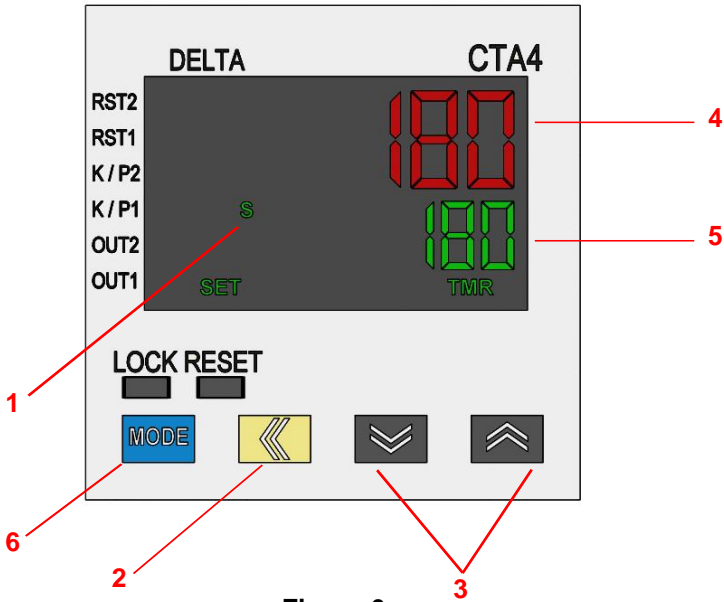 DELTA CTA4
RST2
180
4
RST1
K / P2
K / P1
S
180
5
OUT2
OUT1
SET
TMR
LOCK RESET
1
MODE
6
2
3